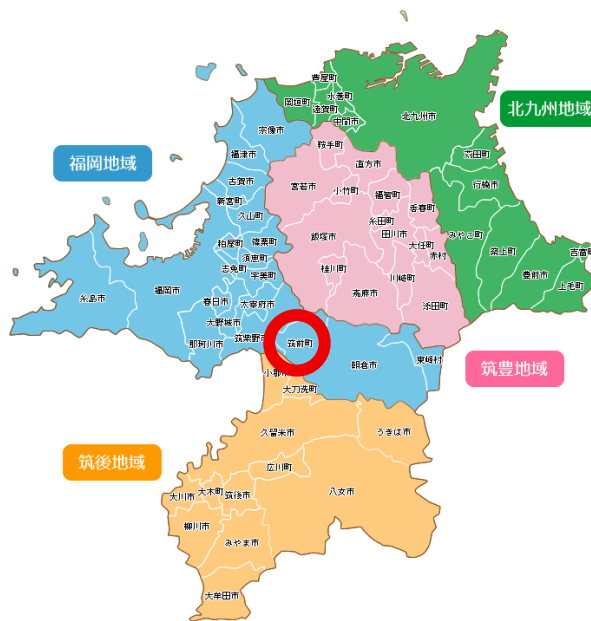 芦屋町
水巻町
岡垣町
遠賀町
中間市
北九州市
北九州地域
宗像市
鞍手町
福津市
直方市
苅田町
福岡地域
古賀市
宮若市
小竹町
福智町
行橋市
新宮町
香春町
久山町
糸田町
みやこ町
粕屋町
篠栗町
飯塚市
田川市
大任町
築上町
吉富町
須恵町
赤村
志免町
宇美町
桂川町
川崎町
豊前市
上毛町
糸島市
福岡市
嘉麻市
春日市
太宰府市
添田町
大野城市
那珂川市
筑紫野市
筑前町
朝倉市
東峰村
筑豊地域
小郡市
大刀洗町
久留米市
うきは市
筑後地域
広川町
大川市
大木町
筑後市
八女市
柳川市
みやま市
大牟田市